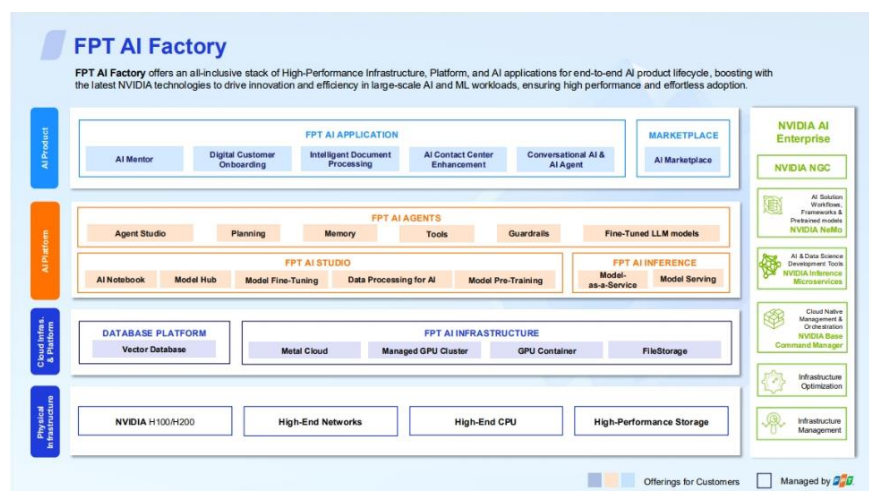 FPT AI Factory
FPT AI Factory offers an all-inclusive stack of High-Performance Infrastructure, Platform, and AI applications for end-to-end AI product lifecycle, boosting with
the latest NVIDIA technologies to drive innovation and efficiency in large-scale AI and ML workloads, ensuring high performance and effortless adoption.
AI Product
FPT AI APPLICATION
AI Mentor
Digital Customer
Onboarding
Intelligent Document
Processing
AI Contact Center
Enhancement
Conversational AI &
AI Agent
MARKETPLACE
AI Marketplace
AI Platform
FPT AI AGENTS
Agent Studio
Planning
Memory
Tools
Guardrails
Fine-Tuned LLM models
FPT AI STUDIO
AI Notebook
Model Hub
Model Fine-Tuning
Data Processing for AI
Model Pre-Training
FPT AI INFERENCE
Model-
as-a-Service
Model Serving
Cloud Infras.
& Platform
DATABASE PLATFORM
Vector Database
FPT AI INFRASTRUCTURE
Metal Cloud
Managed GPU Cluster
GPU Container
FileStorage
Physical
Infrastructure
NVIDIA H100/H200
High-End Networks
High-End CPU
High-Performance Storage
NVIDIA AI
Enterprise
NVIDIA NGC
AI Solution
Workflows,
Frameworks &
Pretrained models
NVIDIA NeMo
AI & Data Science
Development Tools
NVIDIA Inference
Microservices
Cloud Native
Management &
Orchestration
NVIDIA Base
Command Manager
Infrastructure
Optimization
Infrastructure
Management
Offerings for Customers
Managed by FPT